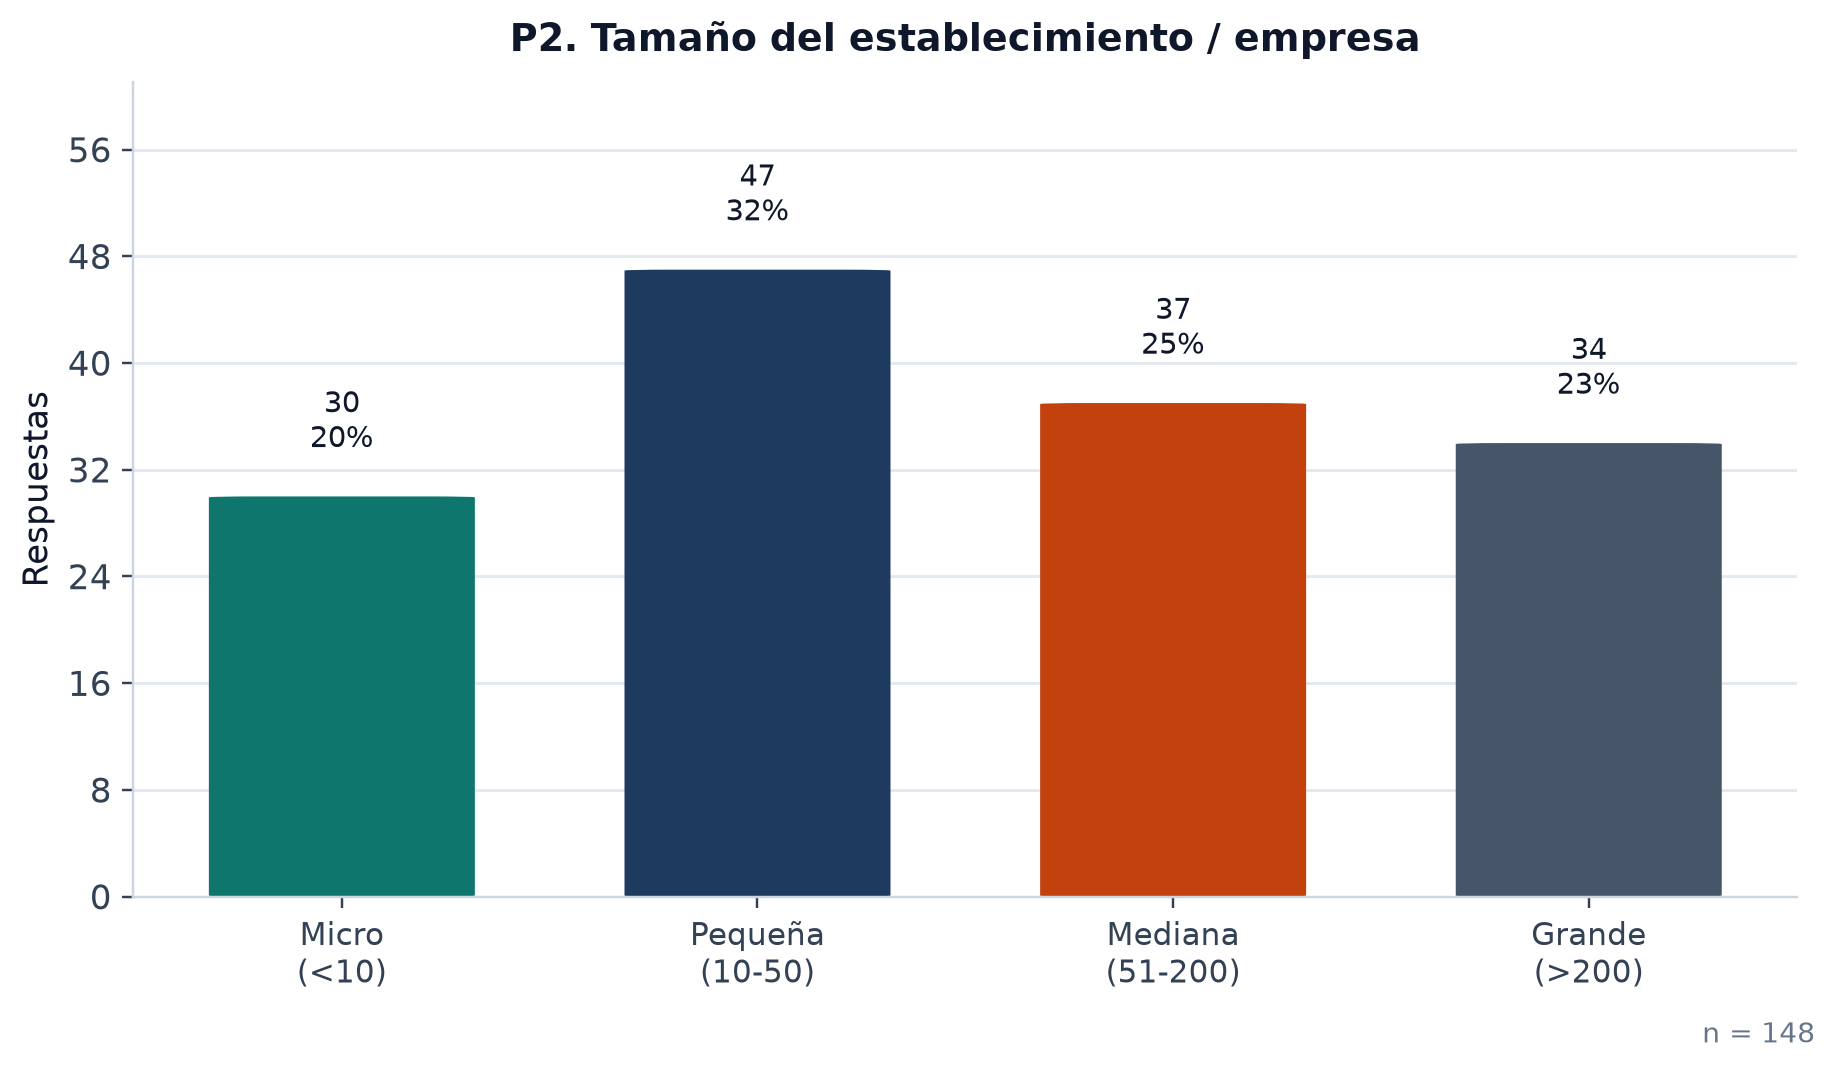 P2. Tamaño del establecimiento / empresa
Respuestas
56
48
40
32
24
16
8
0
30
20%
47
32%
37
25%
34
23%
Micro
(<10)
Pequeña
(10-50)
Mediana
(51-200)
Grande
(>200)
n = 148